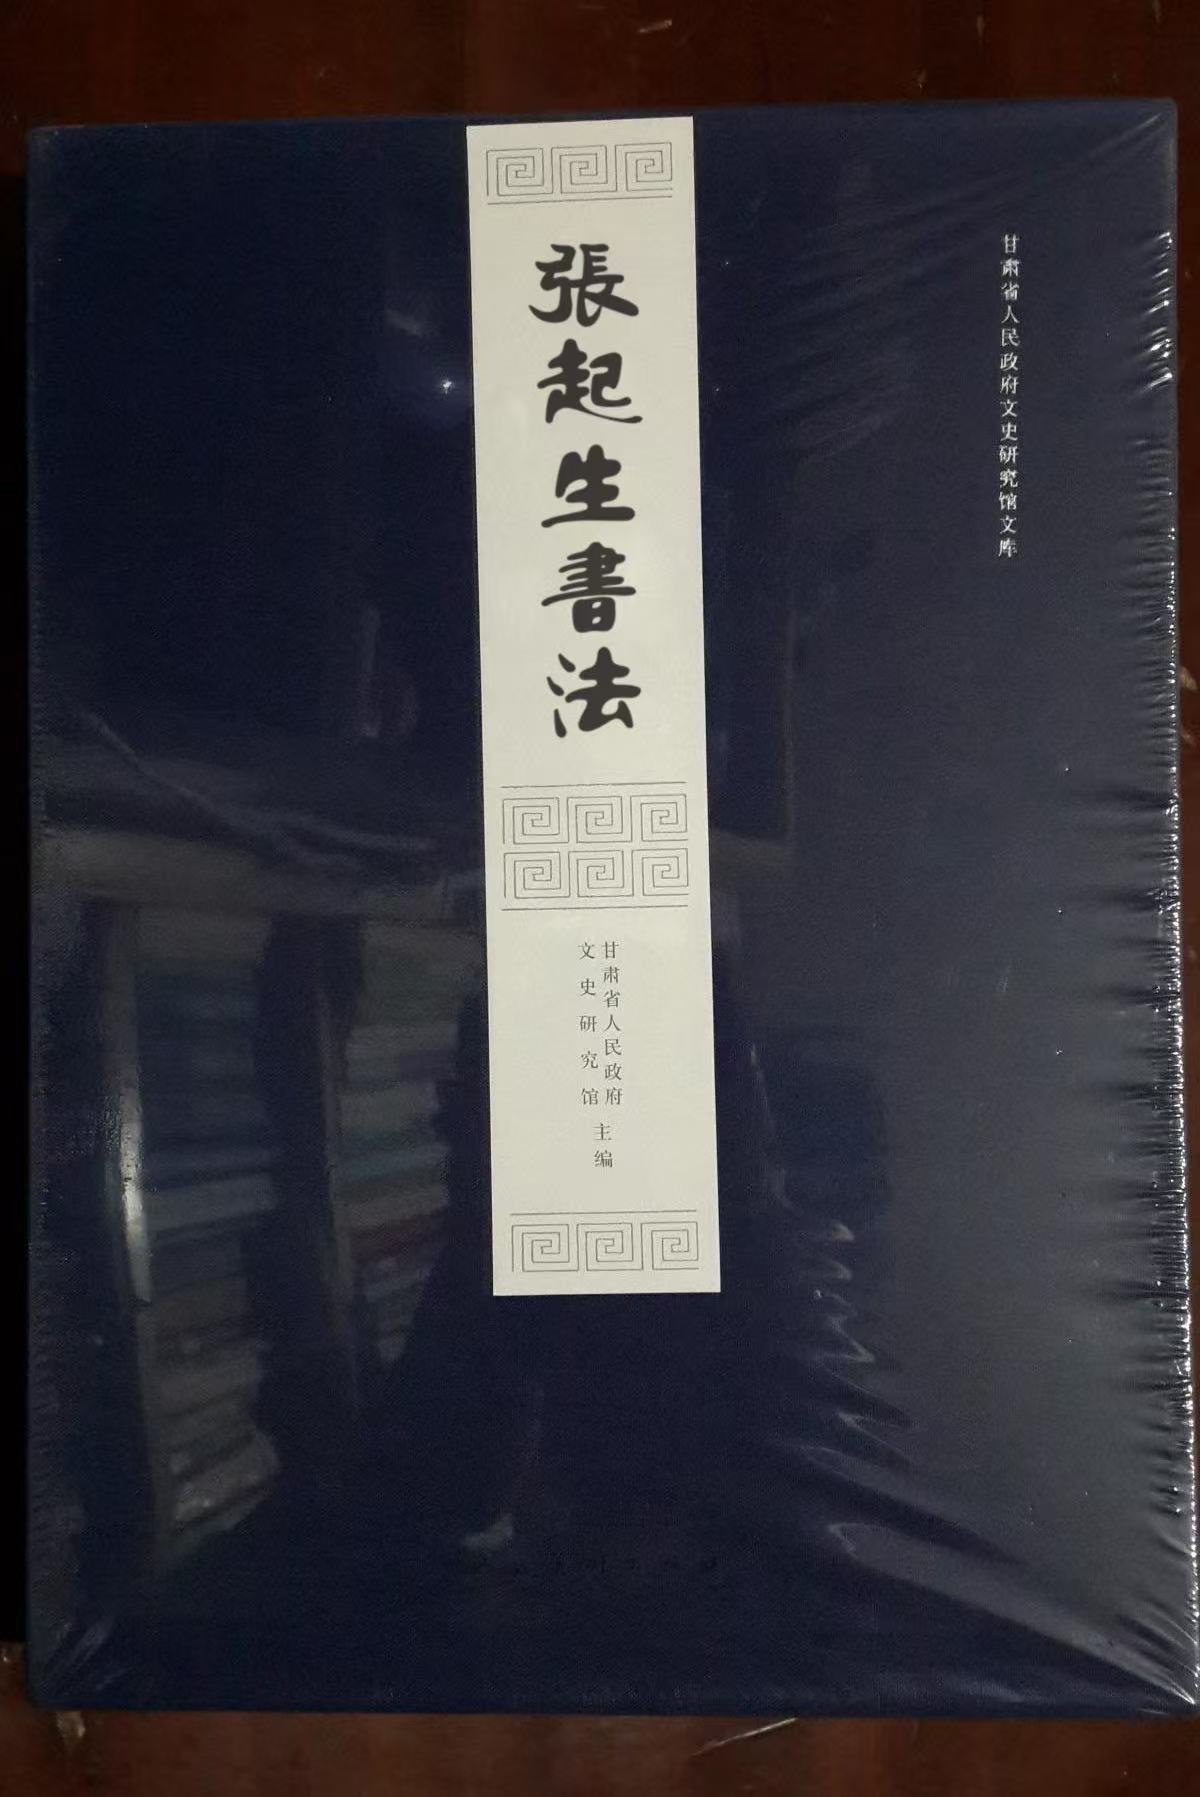 甘肃省人民政府文史研究馆文库
張起生書法
甘肃省人民政府
文史研究馆
主编